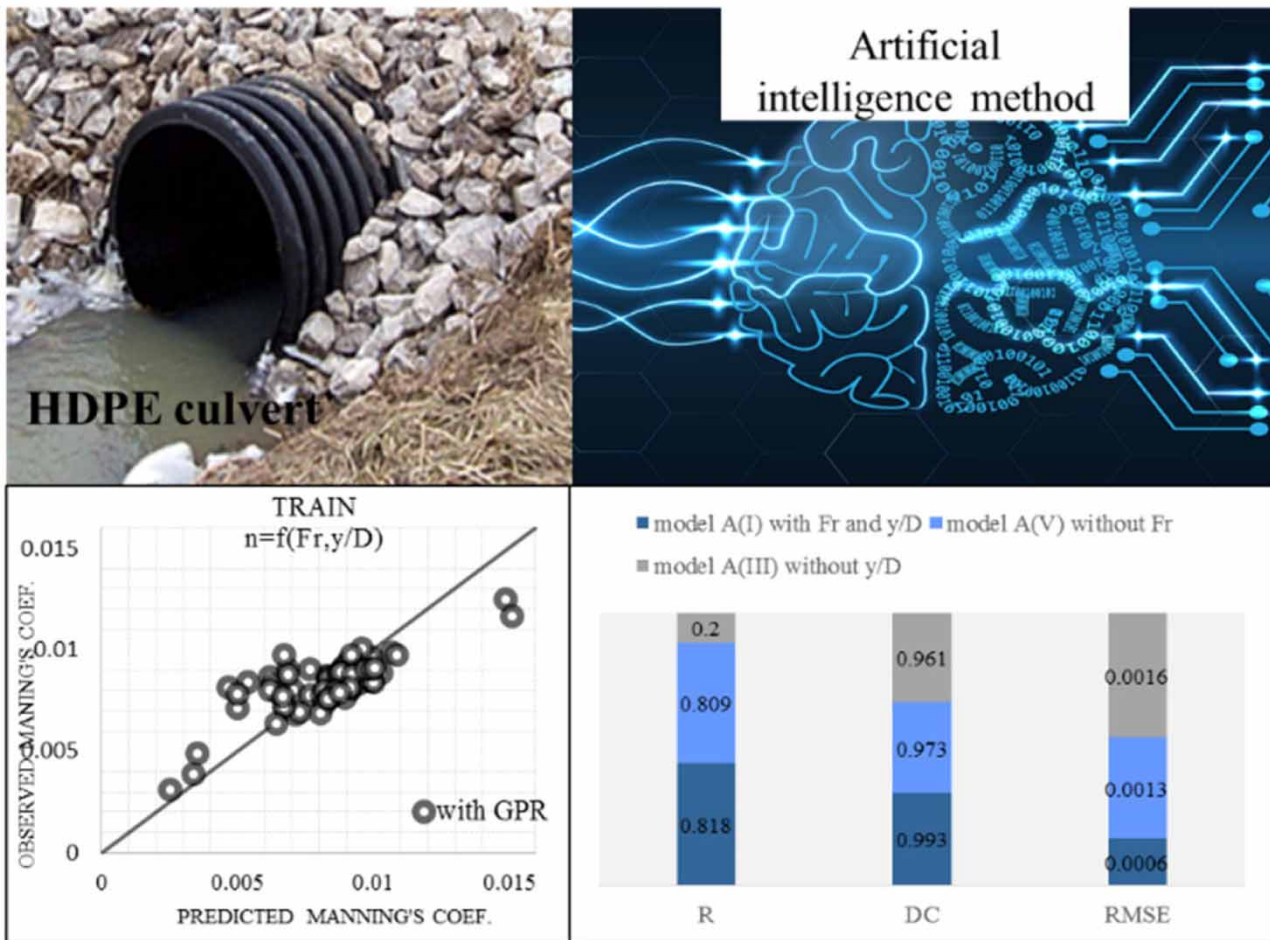 Artificial
intelligence method
HDPE culvert
TRAIN
n=f(Fr,y/D)
OBSERVED MANNING'S COEF.
0.015
0.01
0.005
0
with GPR
0 0.005 0.01 0.015
PREDICTED MANNING'S COEF.
model A(I) with Fr and y/D model A(V) without Fr
model A(III) without y/D
0.2 0.961 0.0016
0.809 0.973 0.0013
0.818 0.993 0.0006
R DC RMSE